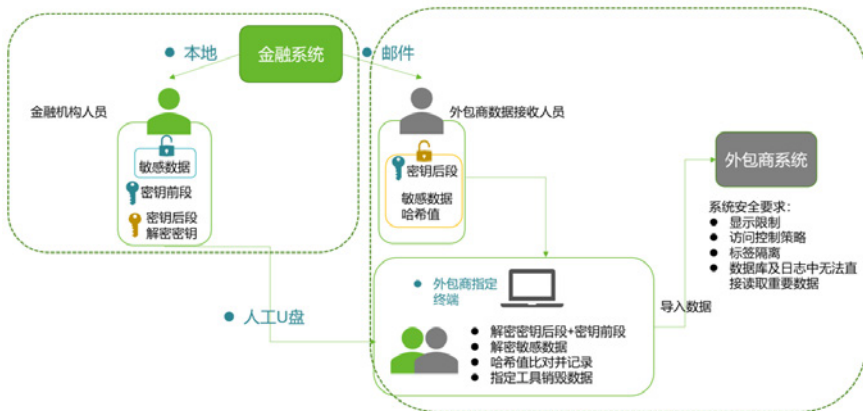 金融系统
本地
邮件
金融机构人员
敏感数据
密钥前段
密钥后段
解密密钥
外包商数据接收人员
密钥后段
敏感数据
哈希值
外包商系统
系统安全要求:
显示限制
访问控制策略
标签隔离
数据库及日志中无法直
接读取重要数据
人工U盘
外包商指定
终端
解密密钥后段+密钥前段
解密敏感数据
哈希值比对并记录
指定工具销毁数据
导入数据